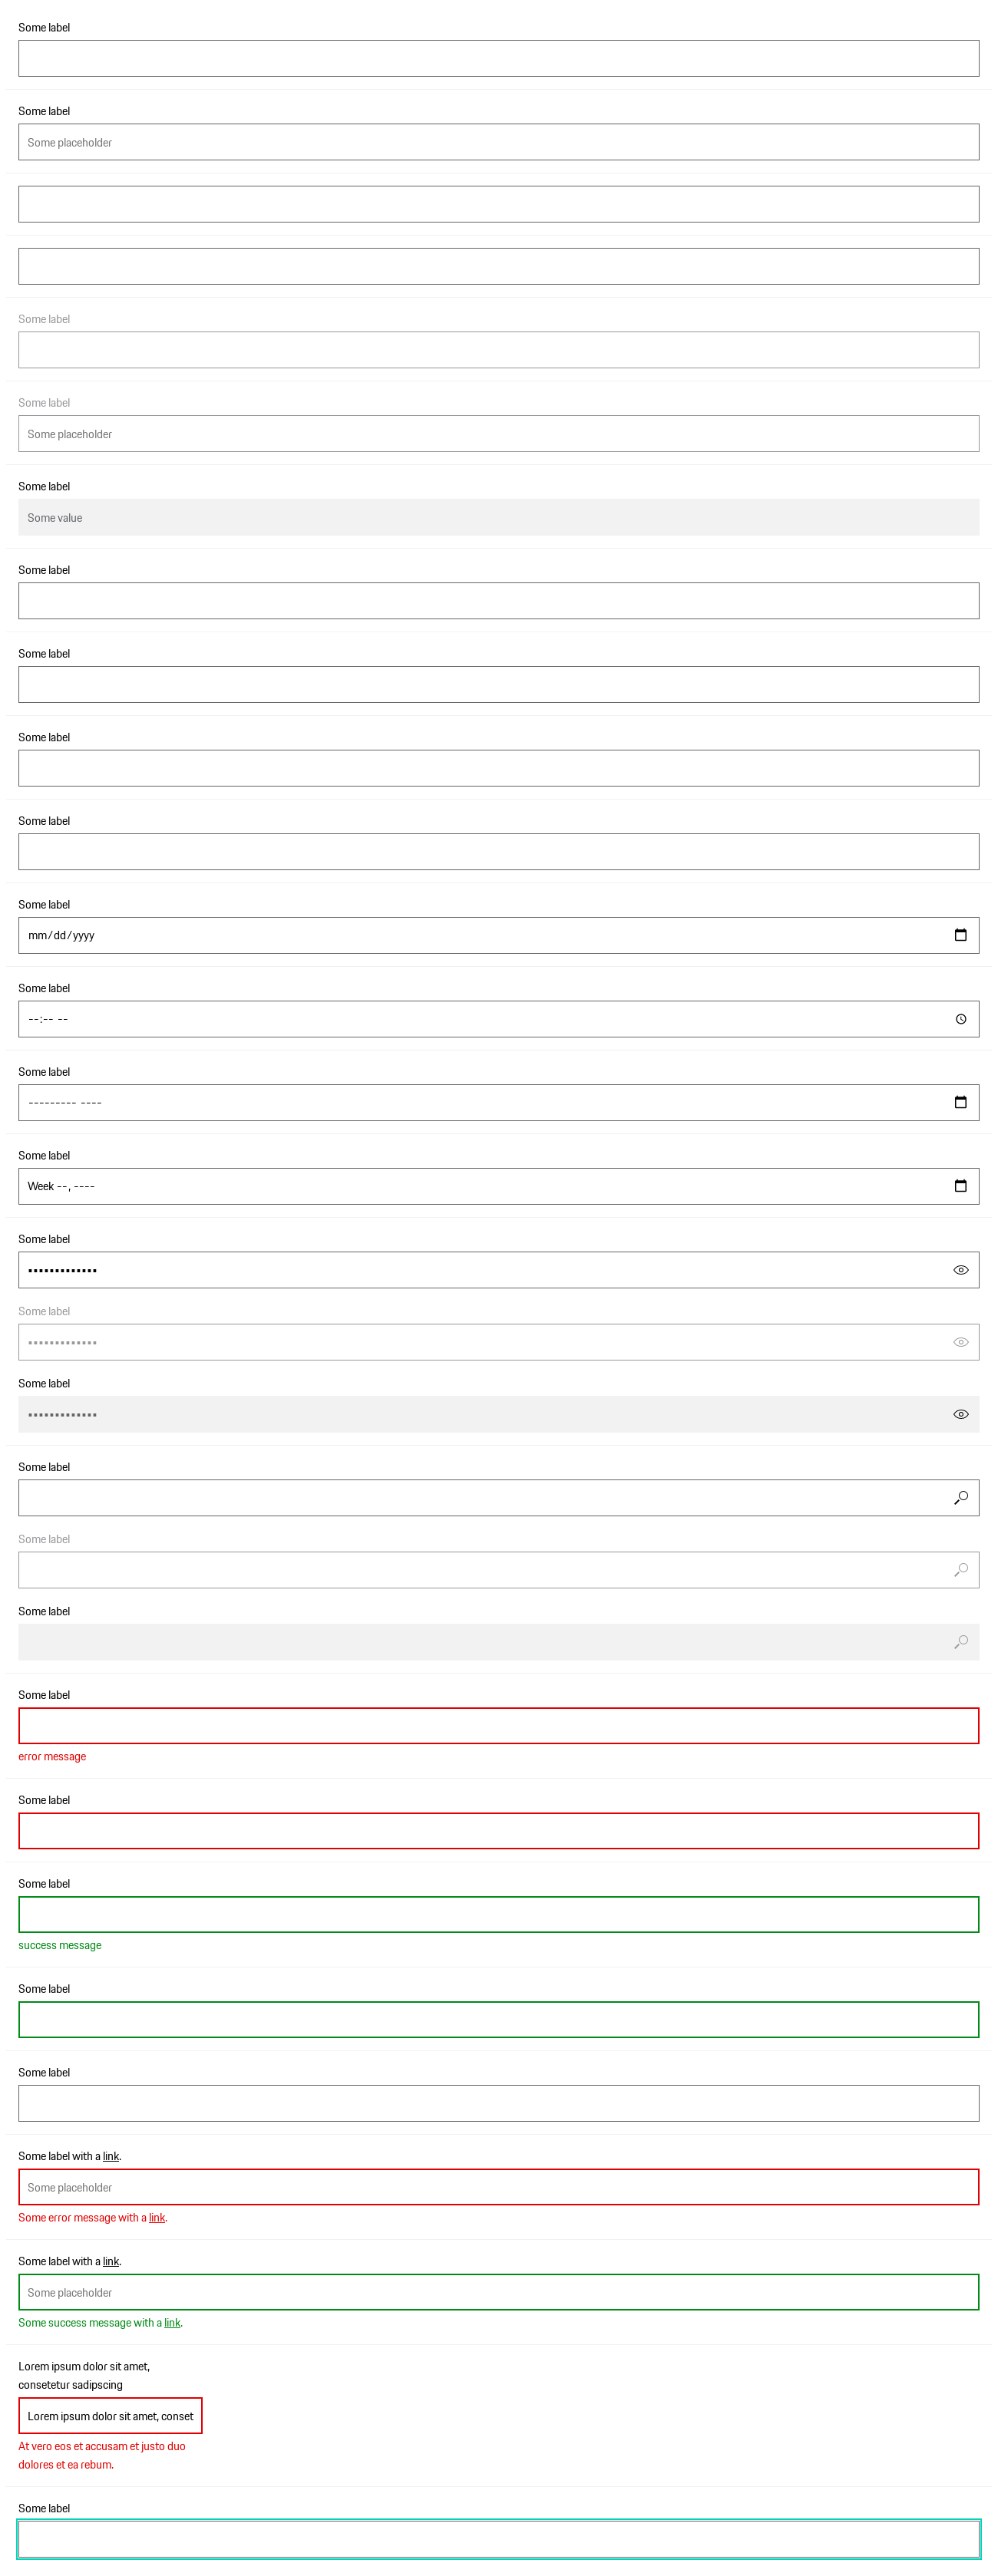 Some label
Some label
Some placeholder
Some label
Some label
Some placeholder
Some label
Some value
Some label
Some label
Some label
Some label
Some label
mm/dd/yyyy
Some label
--:-- --
Some label
--------- ----
Some label
Week --, ----
Some label
•••••••••••••
Some label
•••••••••••••
Some label
•••••••••••••
Some label
Some label
Some label
Some label
error message
Some label
Some label
success message
Some label
Some label
Some label with a link.
Some placeholder
Some error message with a link.
Some label with a link.
Some placeholder
Some success message with a link.
Lorem ipsum dolor sit amet,
consetetur sadipscing
Lorem ipsum dolor sit amet, conset
At vero eos et accusam et justo duo
dolores et ea rebum.
Some label